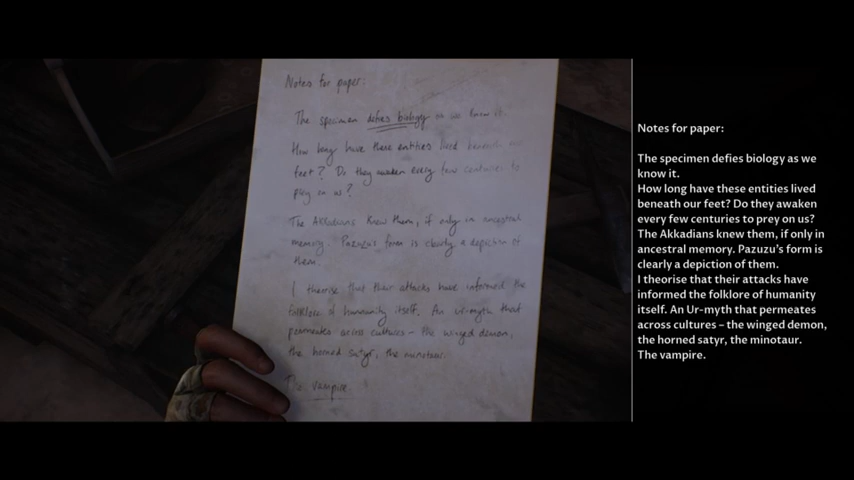 Notes for paper:
The specimen defies biology as we know it.
How long have these entities lived beneath our
feet? Do they awaken every few centuries to
prey on us?
The Akkadians knew them, if only in ancestral
memory. Pazuzu's form is clearly a depiction of
them.
I theorise that their attacks have informed the
folklore of humanity itself. An ur-myth that
permeates across cultures – the winged demon,
the horned satyr, the minotaur.
The vampire.
Notes for paper:
The specimen defies biology as we
know it.
How long have these entities lived
beneath our feet? Do they awaken
every few centuries to prey on us?
The Akkadians knew them, if only in
ancestral memory. Pazuzu's form is
clearly a depiction of them.
I theorise that their attacks have
informed the folklore of humanity
itself. An Ur-myth that permeates
across cultures – the winged demon,
the horned satyr, the minotaur.
The vampire.